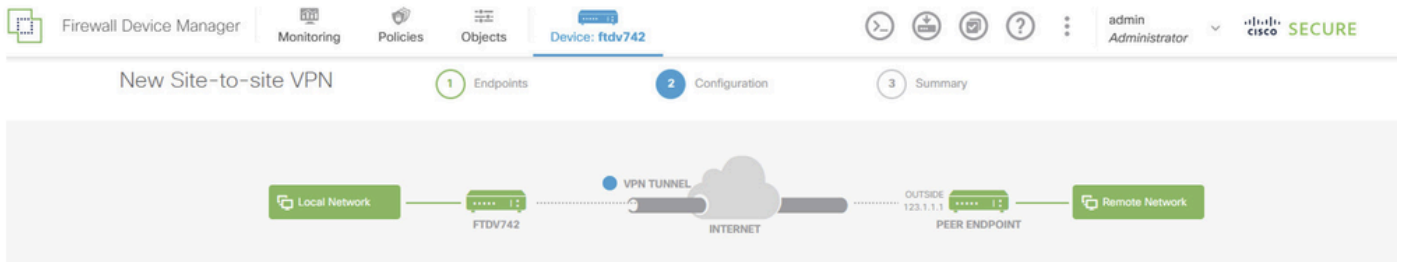 Firewall Device Manager
Monitoring
Policies
Objects
Device: ftdv742
>_
?
admin
Administrator
cisco SECURE
New Site-to-site VPN
1 Endpoints
2 Configuration
3 Summary
VPN TUNNEL
Local Network
FTDV742
INTERNET
OUTSIDE
123.1.1.1
PEER ENDPOINT
Remote Network